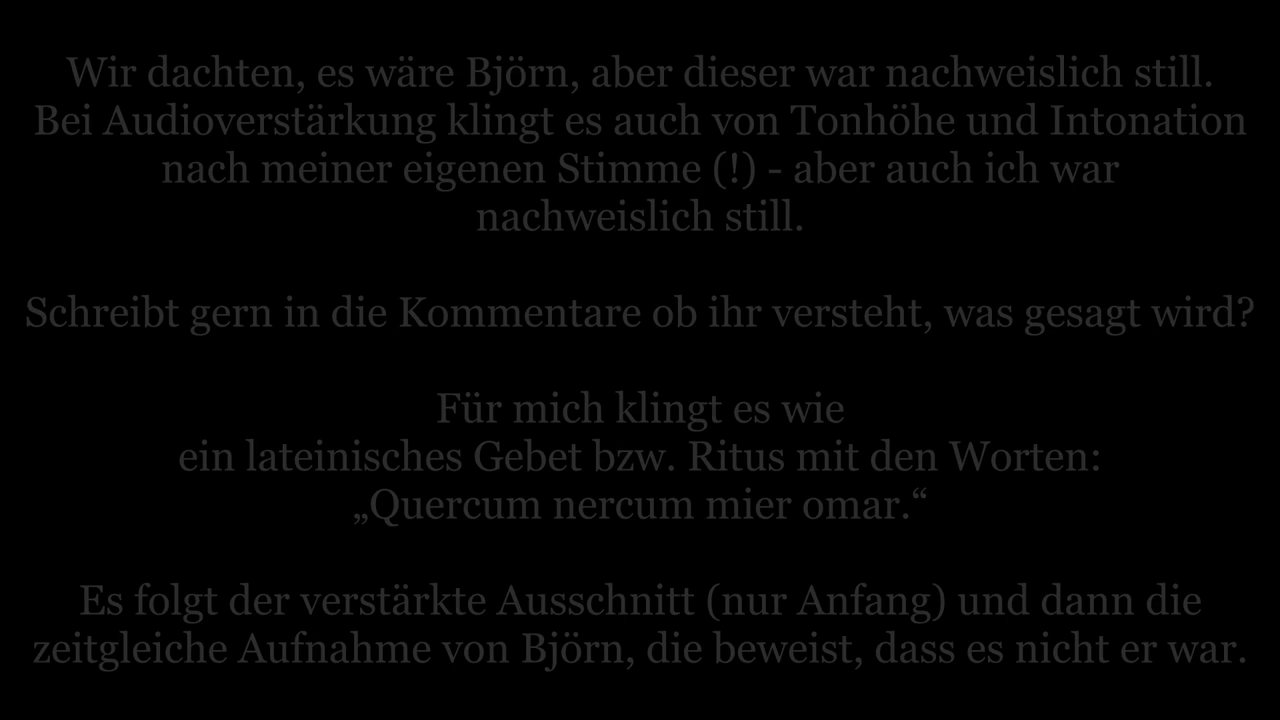 Wir dachten, es wäre Björn, aber dieser war nachweislich still.
Bei Audioverstärkung klingt es auch von Tonhöhe und Intonation
nach meiner eigenen Stimme (!) - aber auch ich war
nachweislich still.
Schreibt gern in die Kommentare ob ihr versteht, was gesagt wird?
Für mich klingt es wie
ein lateinisches Gebet bzw. Ritus mit den Worten:
„Quercum nercum mier omar.“
Es folgt der verstärkte Ausschnitt (nur Anfang) und dann die
zeitgleiche Aufnahme von Björn, die beweist, dass es nicht er war.